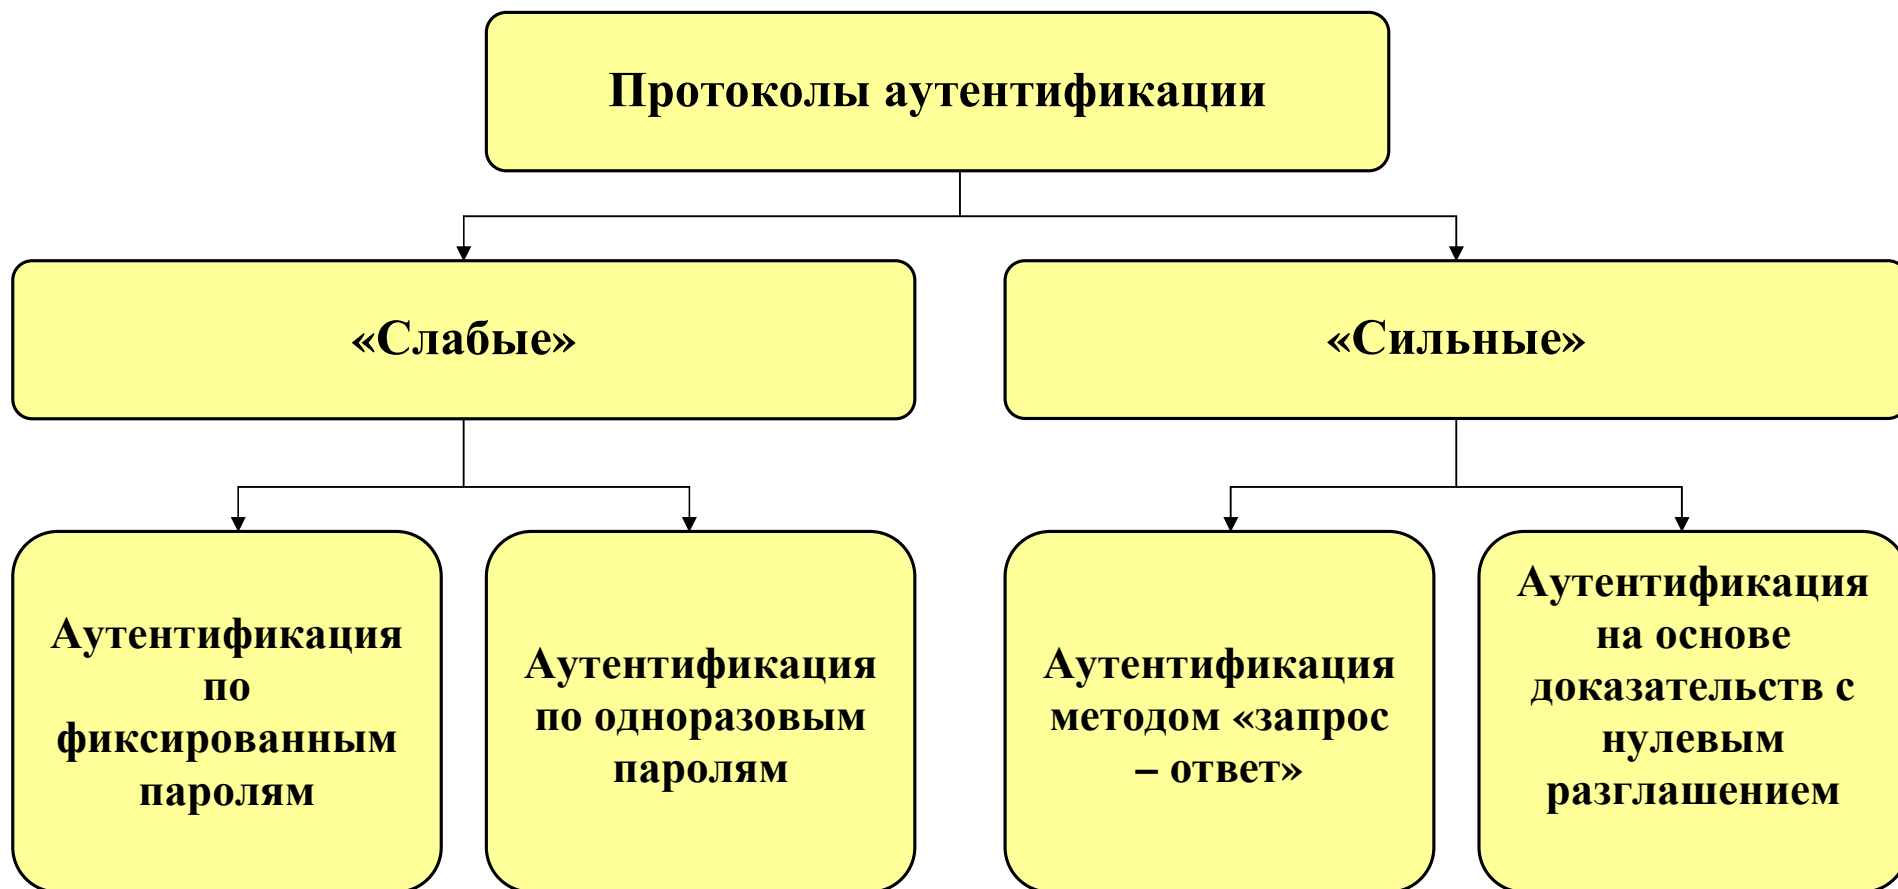 Протоколы аутентификации
«Слабые»
«Сильные»
Аутентификация
по
фиксированным
паролям
Аутентификация
по одноразовым
паролям
Аутентификация
методом «запрос
– ответ»
Аутентификация
на основе
доказательств с
нулевым
разглашением